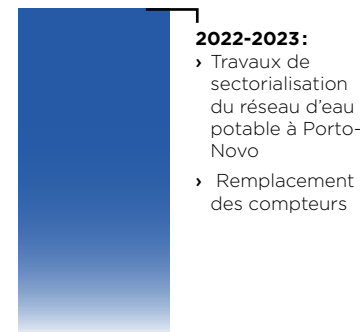 2022-2023 :
› Travaux de
sectorialisation
du réseau d'eau
potable à Porto-
Novo
› Remplacement
des compteurs